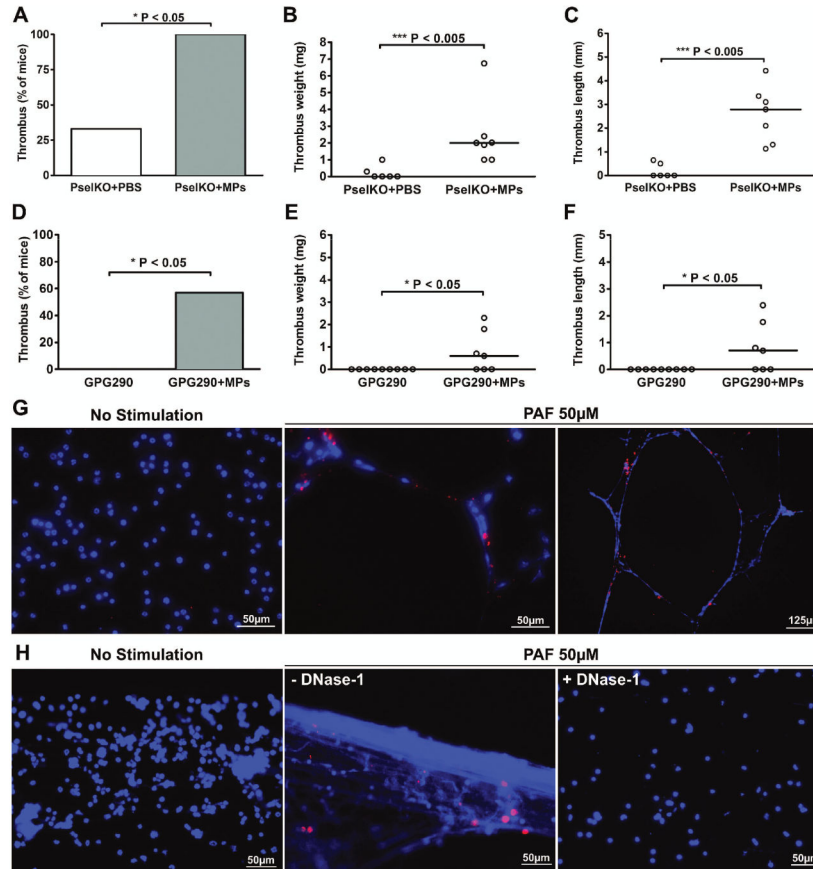 A
* P < 0.05
Thrombus (% of mice)
100
75
50
25
0
PselKO+PBS PselKO+MPs
B
*** P < 0.005
Thrombus weight (mg)
8
7
6
5
4
3
2
1
0
PselKO+PBS PselKO+MPs
C
*** P < 0.005
Thrombus length (mm)
6
5
4
3
2
1
0
PselKO+PBS PselKO+MPs
D
* P < 0.05
Thrombus (% of mice)
100
80
60
40
20
0
GPG290 GPG290+MPs
E
* P < 0.05
Thrombus weight (mg)
6
5
4
3
2
1
0
GPG290 GPG290+MPs
F
* P < 0.05
Thrombus length (mm)
5
4
3
2
1
0
GPG290 GPG290+MPs
G
No Stimulation
PAF 50µM
50µm
50µm
125µ
H
No Stimulation
PAF 50µM
- DNase-1
+ DNase-1
50µm
50µm
50µm